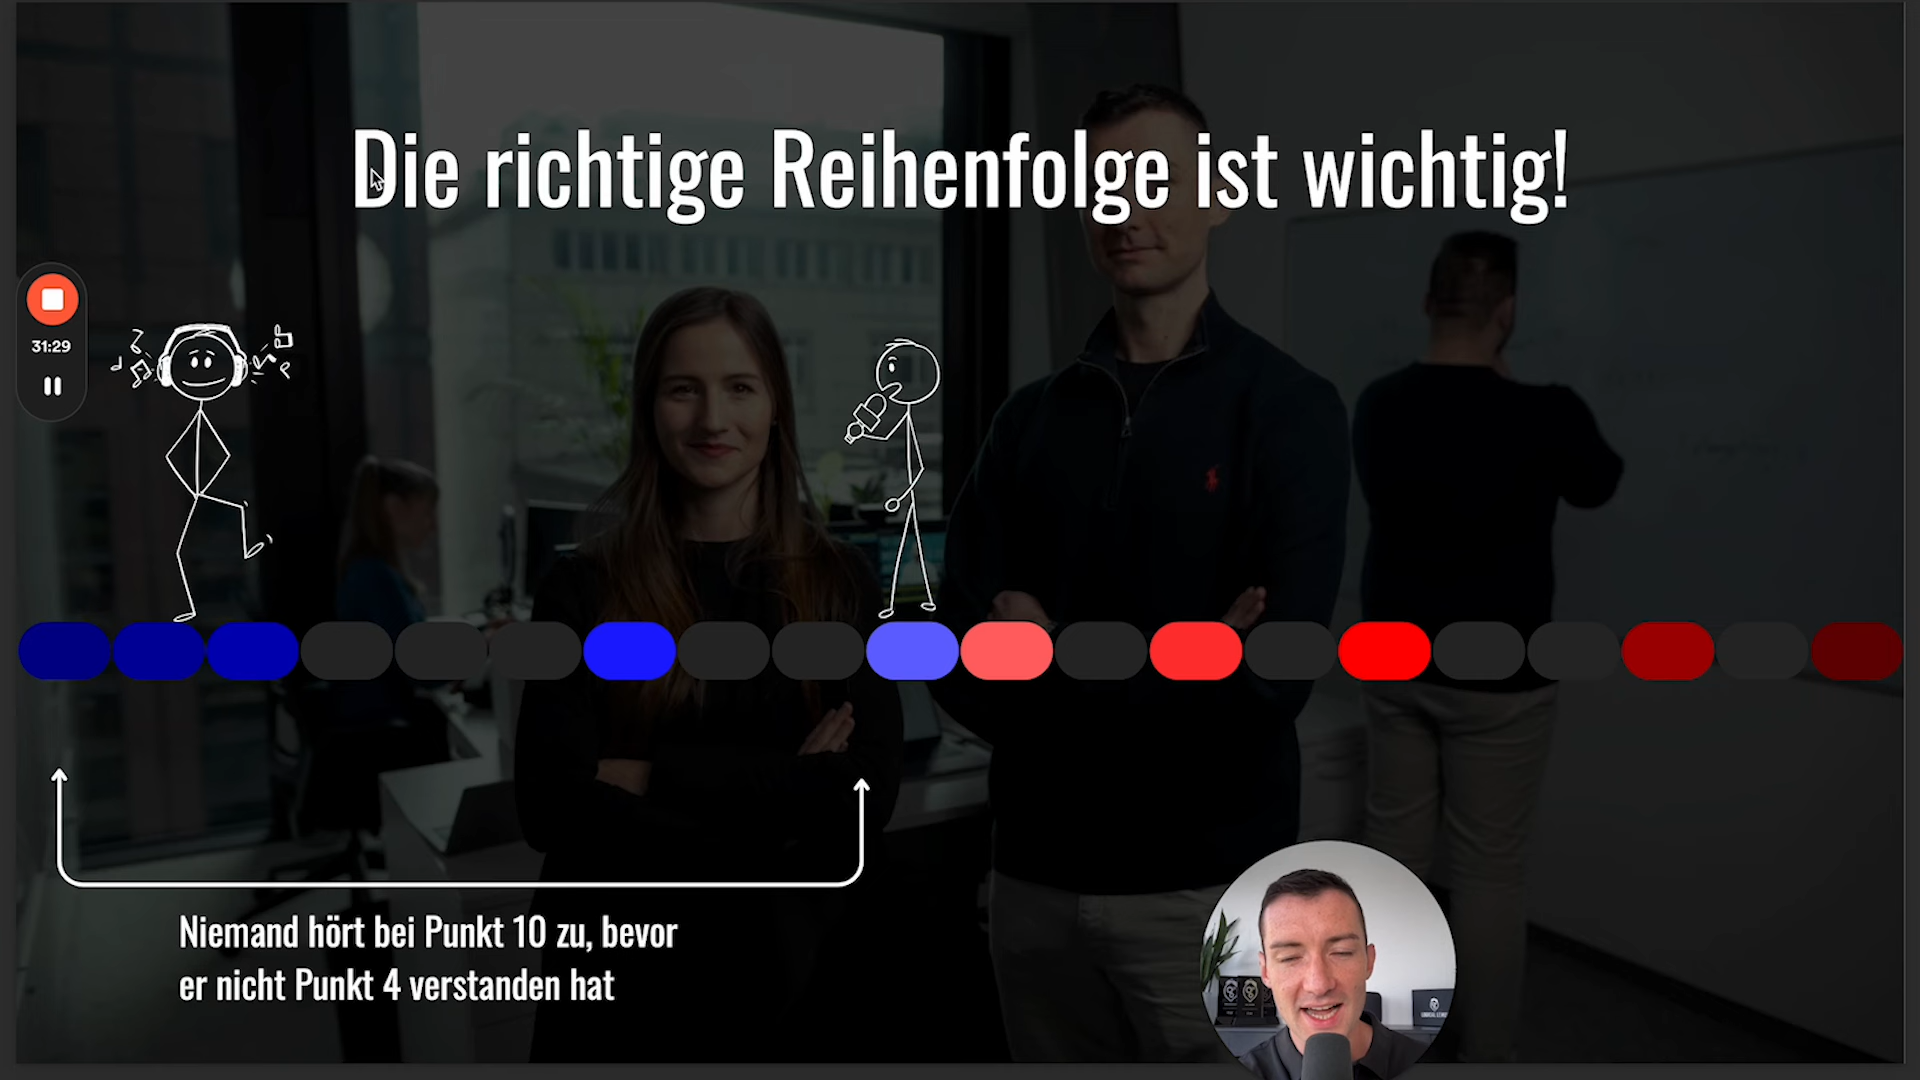 Die richtige Reihenfolge ist wichtig!
31:29
Niemand hört bei Punkt 10 zu, bevor
er nicht Punkt 4 verstanden hat